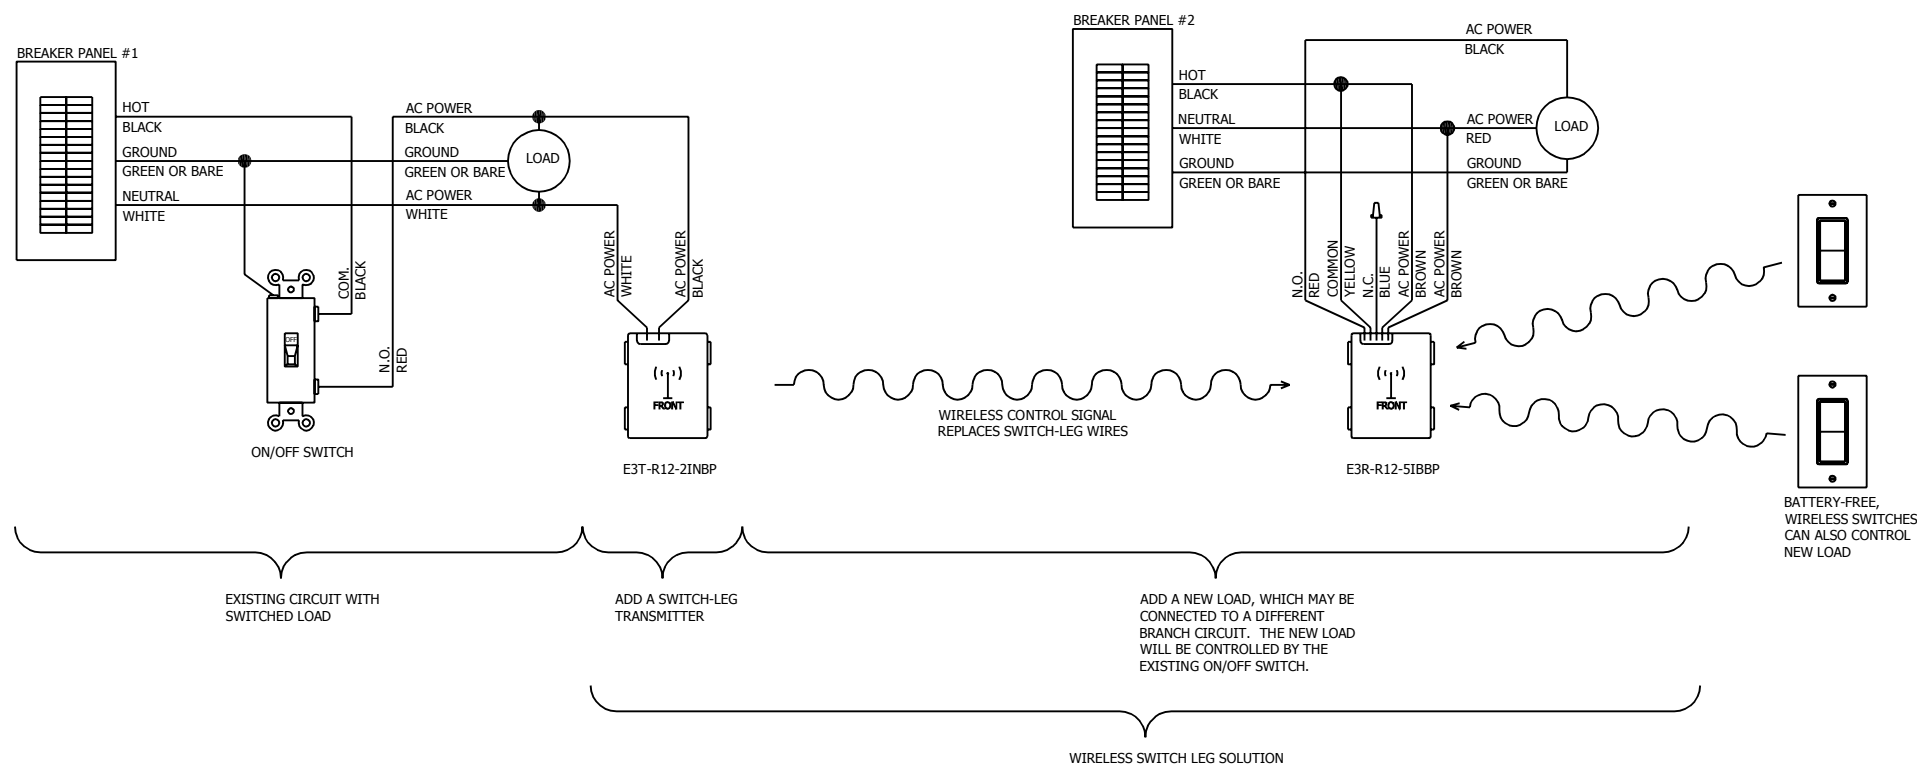 BREAKER PANEL #1
HOT
BLACK
GROUND
GREEN OR BARE
NEUTRAL
WHITE
AC POWER
BLACK
GROUND
GREEN OR BARE
AC POWER
WHITE
LOAD
COM.
BLACK
N.O.
RED
OFF
ON/OFF SWITCH
AC POWER
WHITE
AC POWER
BLACK
FRONT
E3T-R12-2INBP
WIRELESS CONTROL SIGNAL
REPLACES SWITCH-LEG WIRES
BREAKER PANEL #2
HOT
BLACK
NEUTRAL
WHITE
GROUND
GREEN OR BARE
AC POWER
BLACK
AC POWER
RED
GROUND
GREEN OR BARE
LOAD
N.O.
RED
COMMON
YELLOW
N.C.
BLUE
AC POWER
BROWN
AC POWER
BROWN
FRONT
E3R-R12-5IBBP
BATTERY-FREE,
WIRELESS SWITCHES
CAN ALSO CONTROL
NEW LOAD
EXISTING CIRCUIT WITH
SWITCHED LOAD
ADD A SWITCH-LEG
TRANSMITTER
ADD A NEW LOAD, WHICH MAY BE
CONNECTED TO A DIFFERENT
BRANCH CIRCUIT. THE NEW LOAD
WILL BE CONTROLLED BY THE
EXISTING ON/OFF SWITCH.
WIRELESS SWITCH LEG SOLUTION